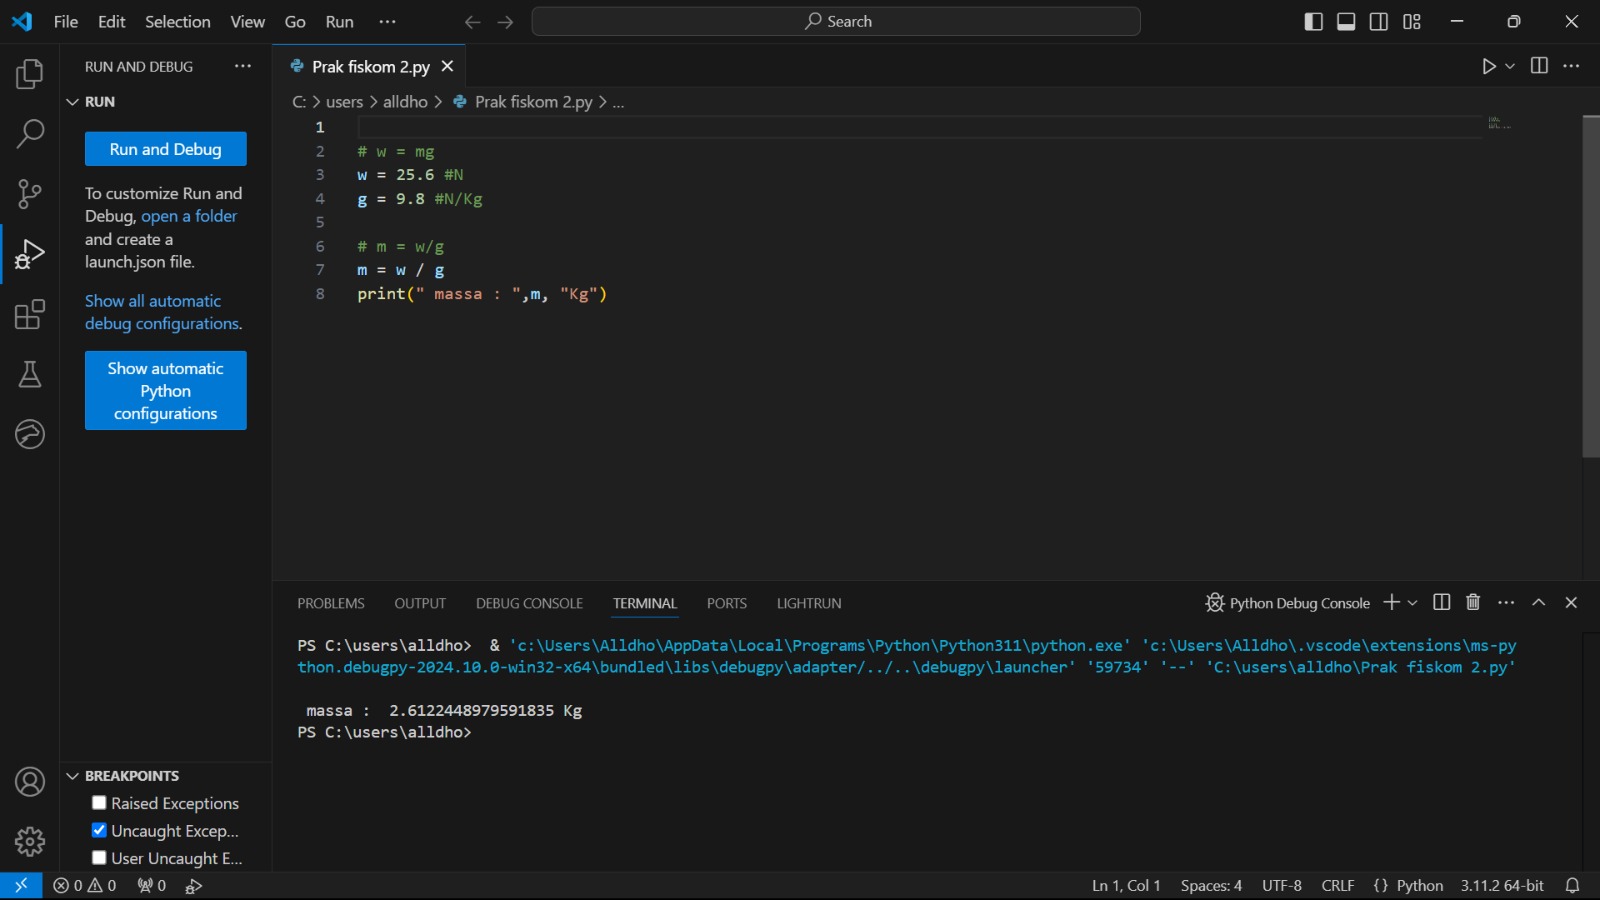 File Edit Selection View Go Run ...
Search
RUN AND DEBUG ...
RUN
Run and Debug
To customize Run and
Debug, open a folder
and create a
launch.json file.
Show all automatic
debug configurations.
Show automatic
Python
configurations
BREAKPOINTS
Raised Exceptions
Uncaught Excep...
User Uncaught E...
Prak fiskom 2.py
C: > users > alldho > Prak fiskom 2.py > ...
1
2 # w = mg
3 w = 25.6 #N
4 g = 9.8 #N/Kg
5
6 # m = w/g
7 m = w / g
8 print(" massa : ",m, "Kg")
PROBLEMS OUTPUT DEBUG CONSOLE TERMINAL PORTS LIGHTRUN
Python Debug Console
PS C:\users\alldho>  & 'c:\Users\Alldho\AppData\Local\Programs\Python\Python311\python.exe' 'c:\Users\Alldho\.vscode\extensions\ms-py
thon.debugpy-2024.10.0-win32-x64\bundled\libs\debugpy\adapter/../..\debugpy\launcher' '59734' '--' 'C:\users\alldho\Prak fiskom 2.py'
massa :  2.6122448979591835 Kg
PS C:\users\alldho>
0 0 0
Ln 1, Col 1 Spaces: 4 UTF-8 CRLF {} Python 3.11.2 64-bit